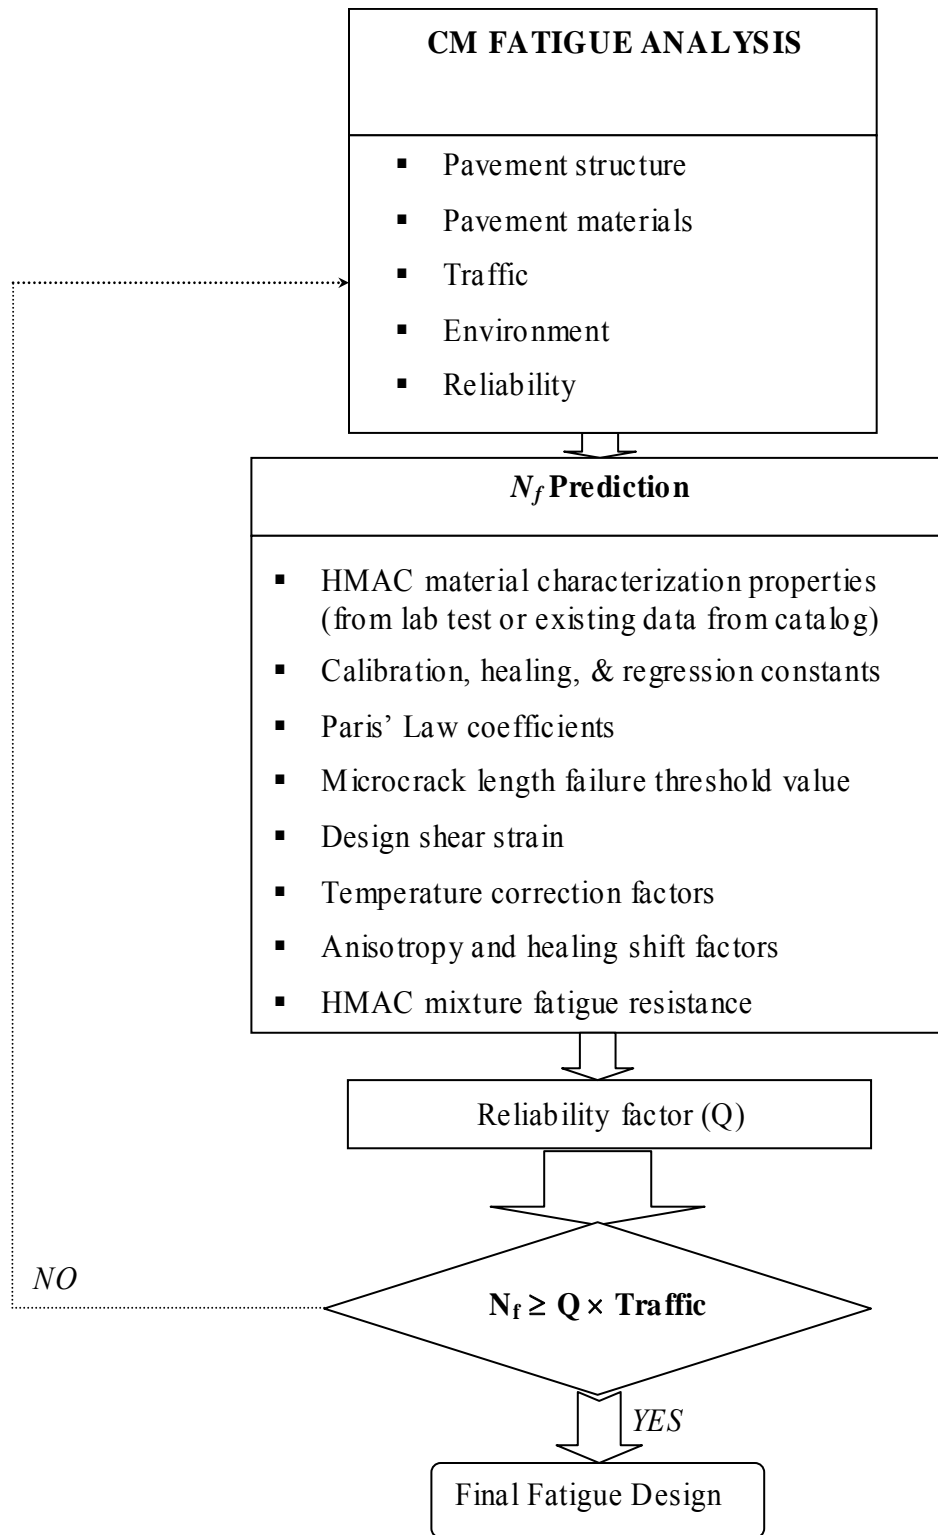 CM FATIGUE ANALYSIS
▪ Pavement structure
▪ Pavement materials
▪ Traffic
▪ Environment
▪ Reliability
N_f Prediction
▪ HMAC material characterization properties
(from lab test or existing data from catalog)
▪ Calibration, healing, & regression constants
▪ Paris’ Law coefficients
▪ Microcrack length failure threshold value
▪ Design shear strain
▪ Temperature correction factors
▪ Anisotropy and healing shift factors
▪ HMAC mixture fatigue resistance
Reliability factor (Q)
NO
N_f ≥ Q × Traffic
YES
Final Fatigue Design